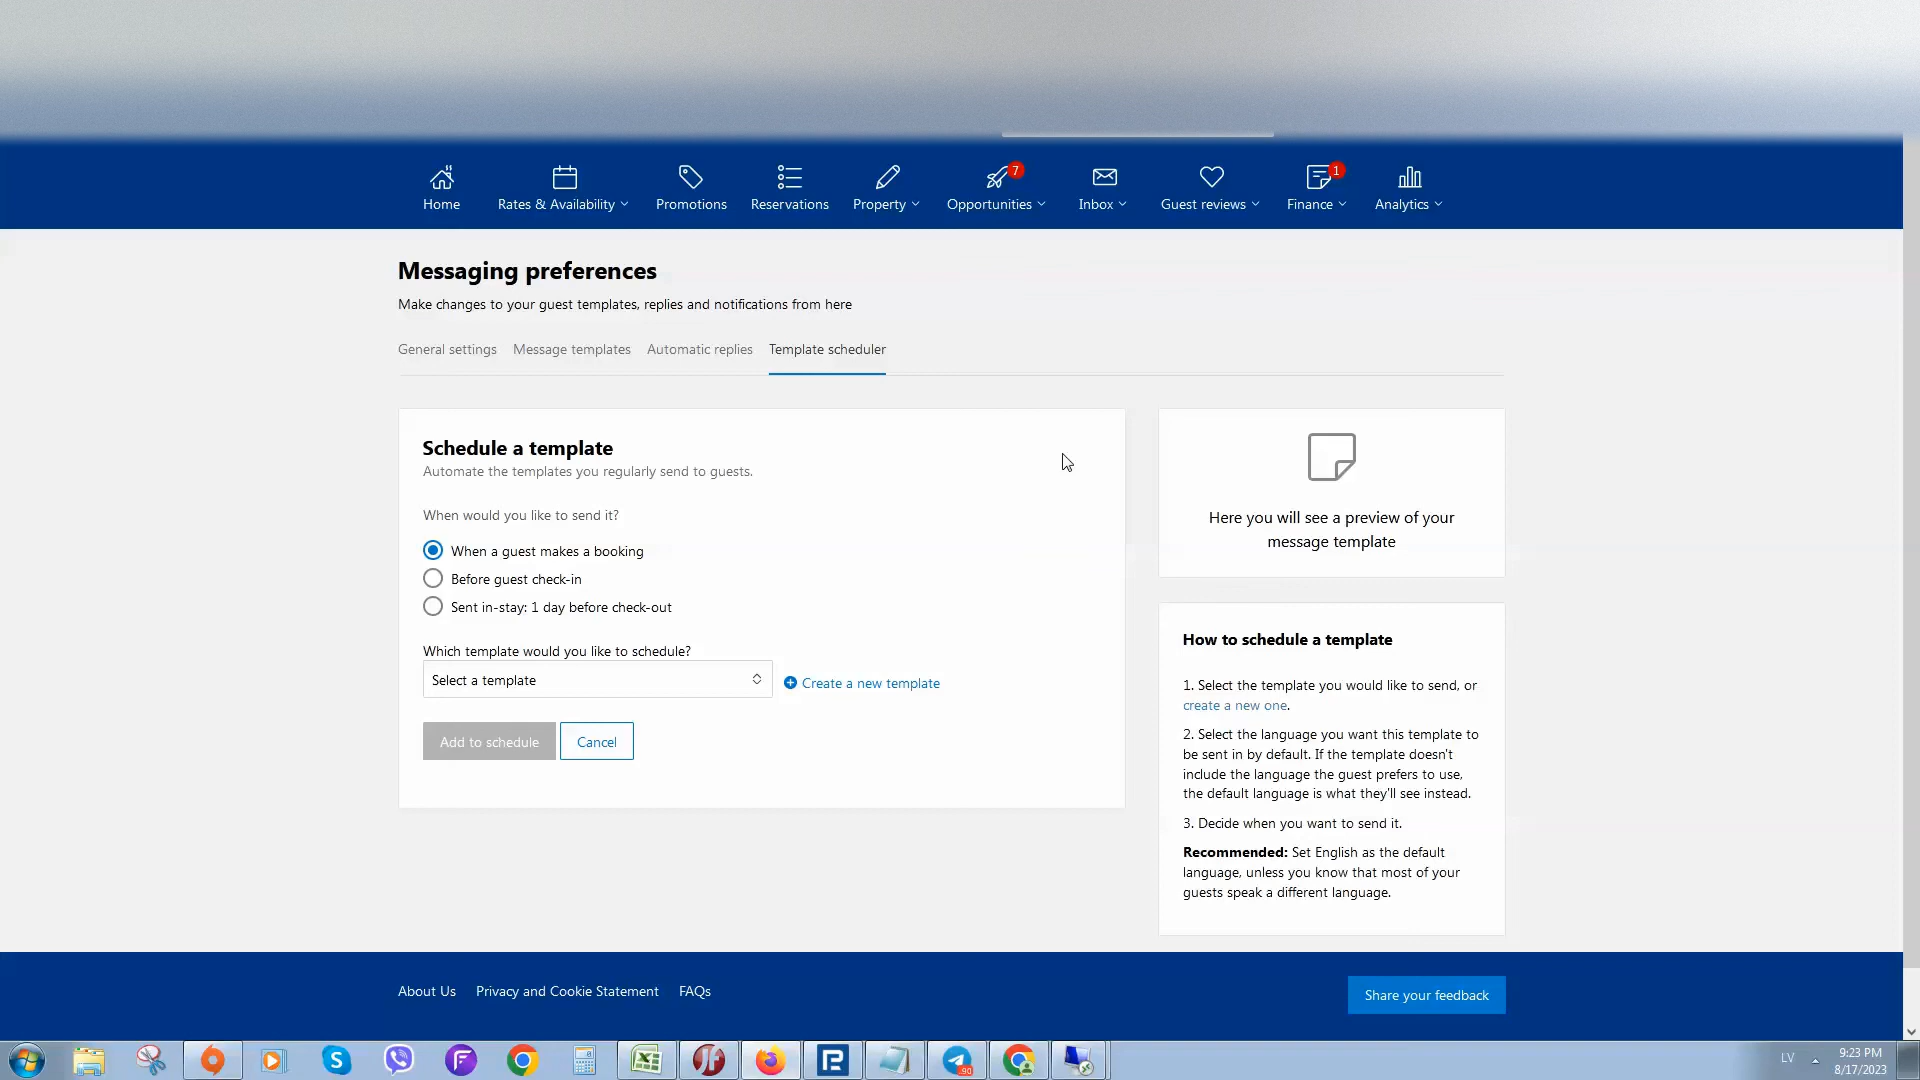 7
1
Home
Rates & Availability
Promotions
Reservations
Property
Opportunities
Inbox
Guest reviews
Finance
Analytics
Messaging preferences
Make changes to your guest templates, replies and notifications from here
General settings
Message templates
Automatic replies
Template scheduler
Schedule a template
Automate the templates you regularly send to guests.
When would you like to send it?
When a guest makes a booking
Before guest check-in
Sent in-stay: 1 day before check-out
Which template would you like to schedule?
Select a template
Create a new template
Add to schedule
Cancel
Here you will see a preview of your
message template
How to schedule a template
1. Select the template you would like to send, or
create a new one.
2. Select the language you want this template to
be sent in by default. If the template doesn't
include the language the guest prefers to use,
the default language is what they'll see instead.
3. Decide when you want to send it.
Recommended: Set English as the default
language, unless you know that most of your
guests speak a different language.
About Us
Privacy and Cookie Statement
FAQs
Share your feedback
90
LV
9:23 PM
8/17/2023